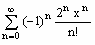 ∞
∑ (-1)ⁿ 2ⁿ xⁿ / n!
n=0